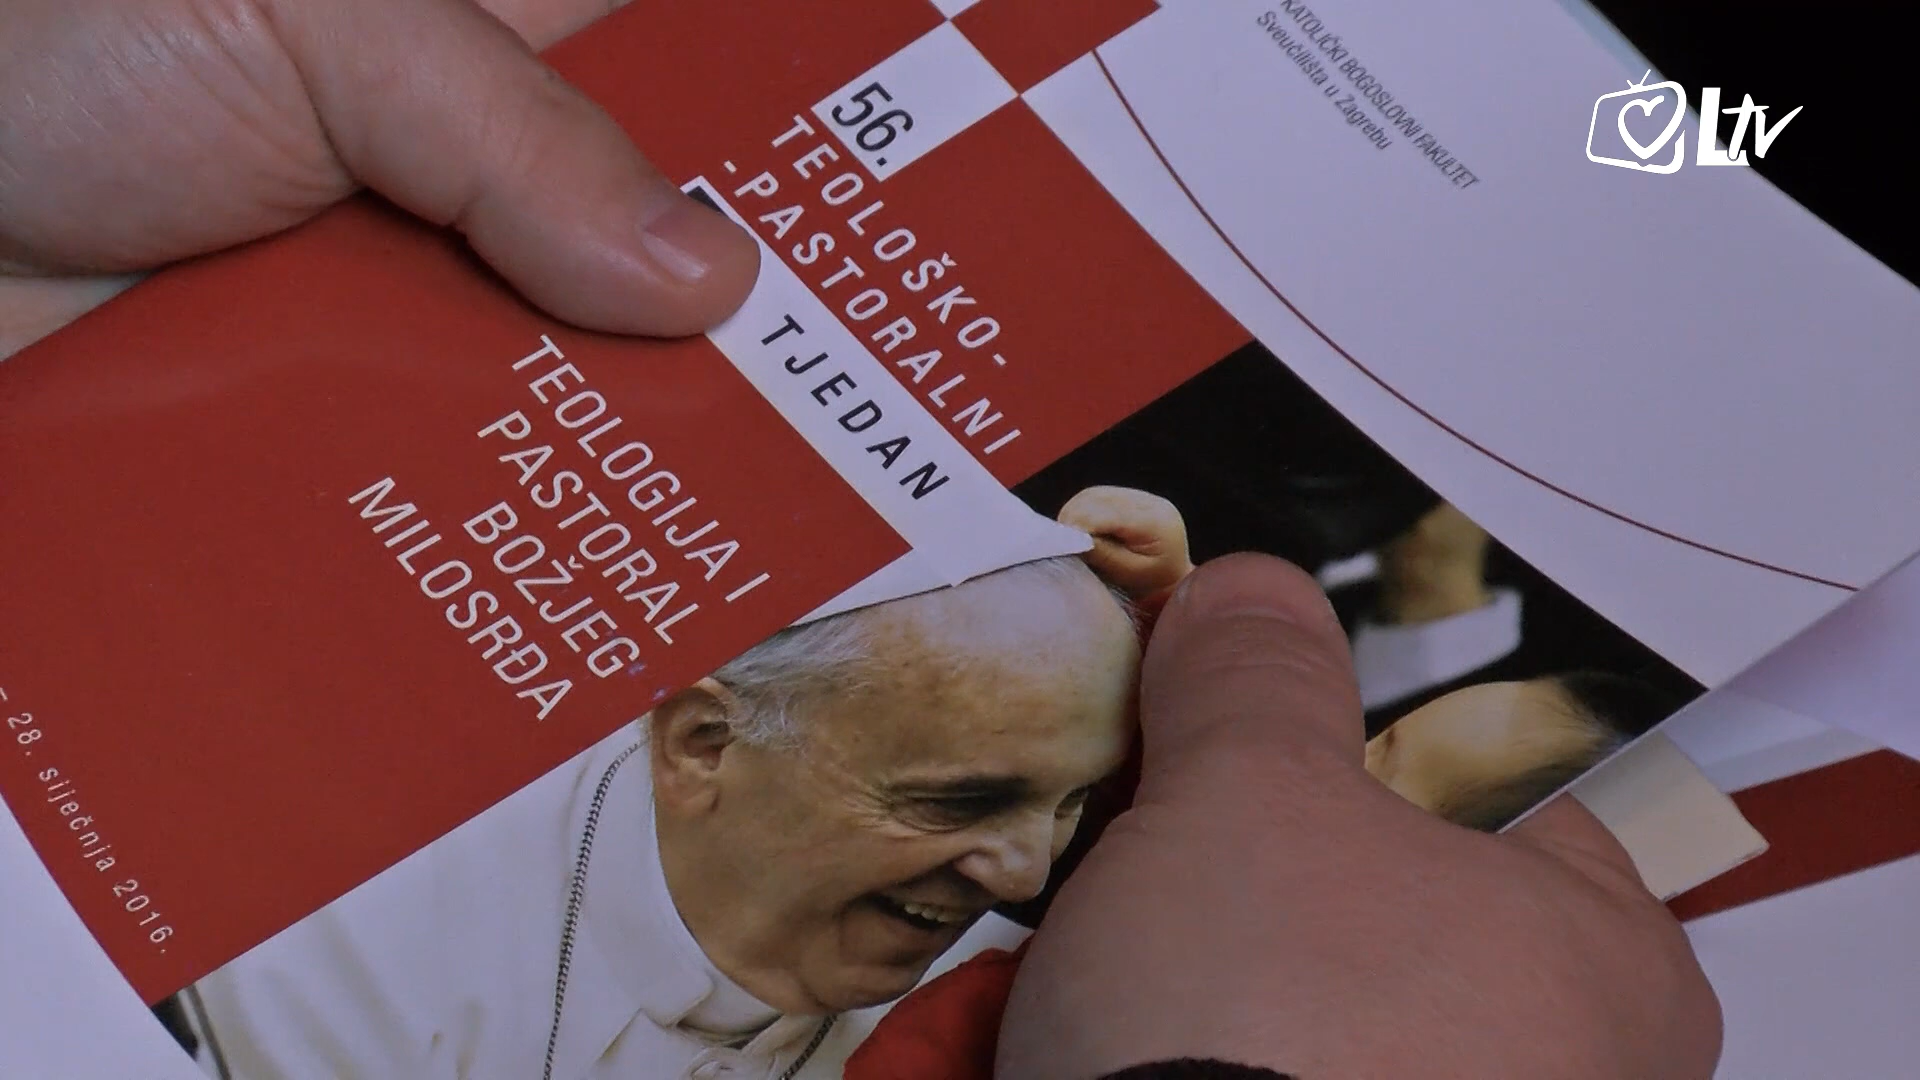 KATOLIČKI BOGOSLOVNI FAKULTET
Sveučilišta u Zagrebu
56.
TEOLOŠKO-
-PASTORALNI
TJEDAN
TEOLOGIJA I
PASTORAL
BOŽJEG
MILOSRĐA
– 28. siječnja 2016.
Ltv